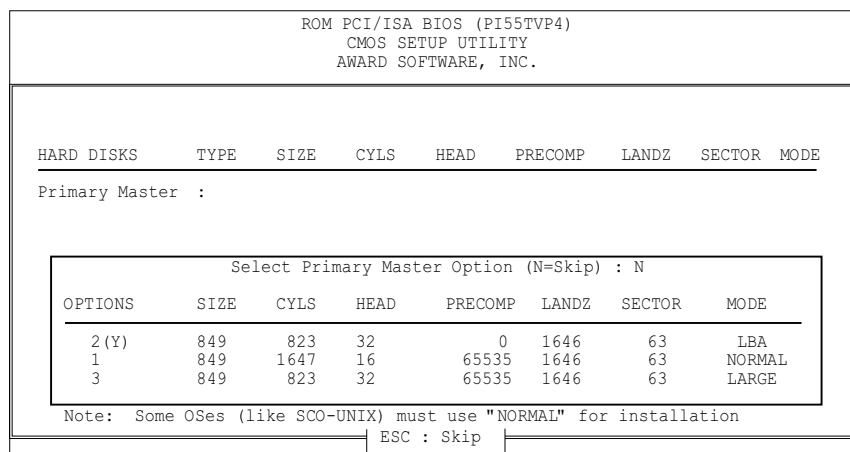 ROM PCI/ISA BIOS (PI55TVP4)
CMOS SETUP UTILITY
AWARD SOFTWARE, INC.
HARD DISKS TYPE SIZE CYLS HEAD PRECOMP LANDZ SECTOR MODE
Primary Master :
Select Primary Master Option (N=Skip) : N
OPTIONS SIZE CYLS HEAD PRECOMP LANDZ SECTOR MODE
2(Y) 849 823 32 0 1646 63 LBA
1 849 1647 16 65535 1646 63 NORMAL
3 849 823 32 65535 1646 63 LARGE
Note: Some OSes (like SCO-UNIX) must use "NORMAL" for installation
ESC : Skip